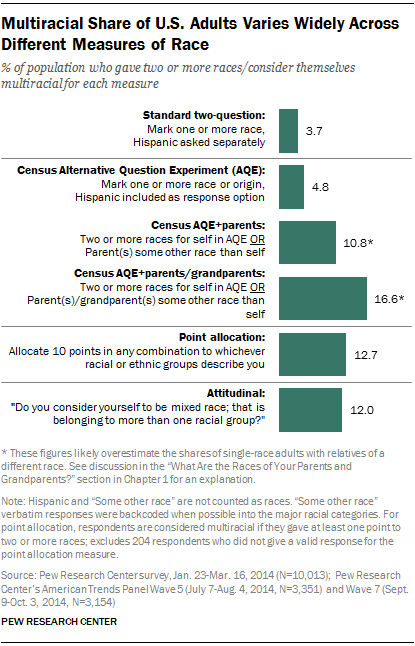 Multiracial Share of U.S. Adults Varies Widely Across
Different Measures of Race
% of population who gave two or more races/consider themselves
multiracial for each measure
Standard two-question:
Mark one or more race,
Hispanic asked separately
3.7
Census Alternative Question Experiment (AQE):
Mark one or more race or origin,
Hispanic included as response option
4.8
Census AQE+parents:
Two or more races for self in AQE OR
Parent(s) some other race than self
10.8*
Census AQE+parents/grandparents:
Two or more races for self in AQE OR
Parent(s)/grandparent(s) some other race than
self
16.6*
Point allocation:
Allocate 10 points in any combination to whichever
racial or ethnic groups describe you
12.7
Attitudinal:
"Do you consider yourself to be mixed race; that is
belonging to more than one racial group?"
12.0
* These figures likely overestimate the shares of single-race adults with relatives of a
different race. See discussion in the "What Are the Races of Your Parents and
Grandparents?" section in Chapter 1 for an explanation.
Note: Hispanic and "Some other race" are not counted as races. "Some other race"
verbatim responses were backcoded when possible into the major racial categories. For
point allocation, respondents are considered multiracial if they gave at least one point to
two or more races; excludes 204 respondents who did not give a valid response for the
point allocation measure.
Source: Pew Research Center survey, Jan. 23-Mar. 16, 2014 (N=10,013); Pew Research
Center's American Trends Panel Wave 5 (July 7-Aug. 4, 2014, N=3,351) and Wave 7 (Sept.
9-Oct. 3, 2014, N=3,154)
PEW RESEARCH CENTER